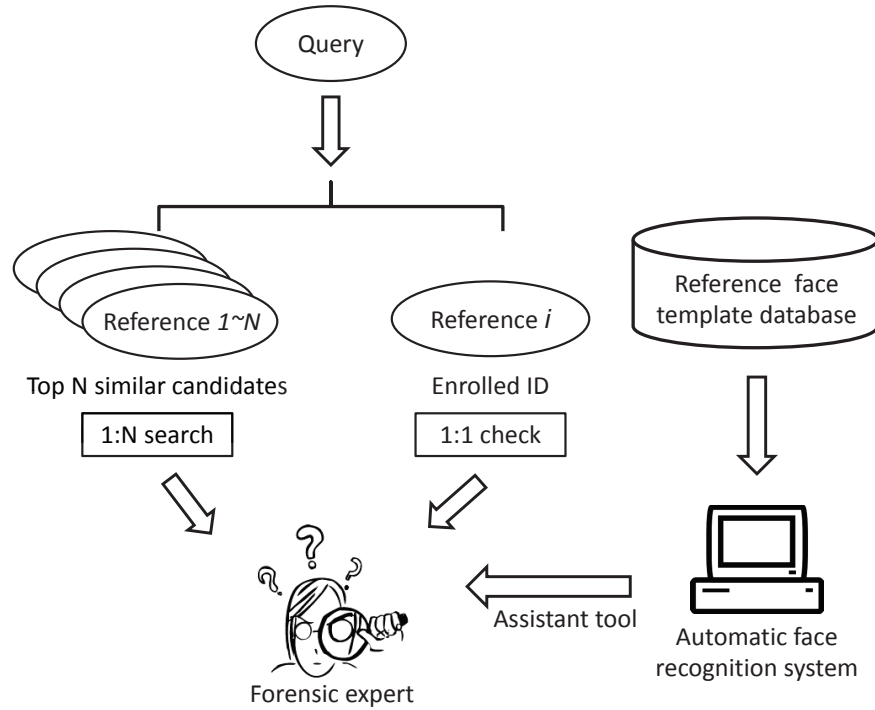 Query
Reference 1~N
Reference i
Reference face
template database
Top N similar candidates
Enrolled ID
1:N search
1:1 check
? ? ?
Assistant tool
Automatic face
recognition system
Forensic expert